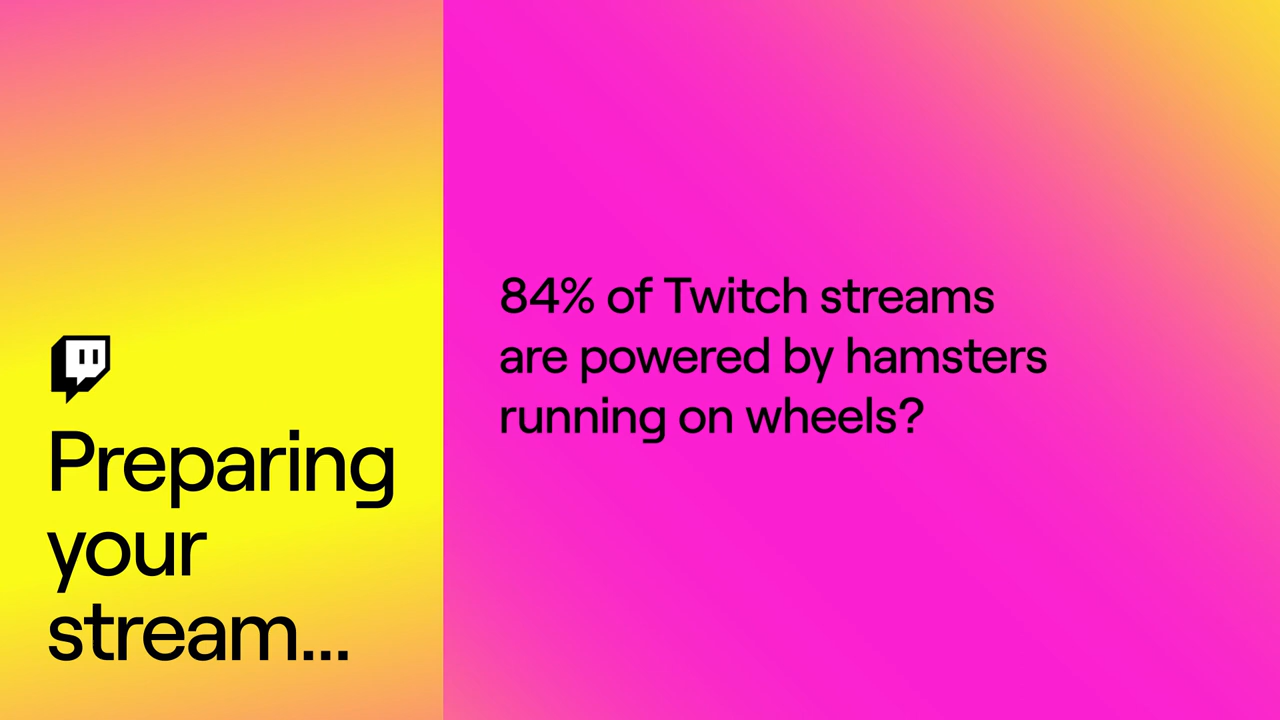 Preparing
your
stream...
84% of Twitch streams
are powered by hamsters
running on wheels?